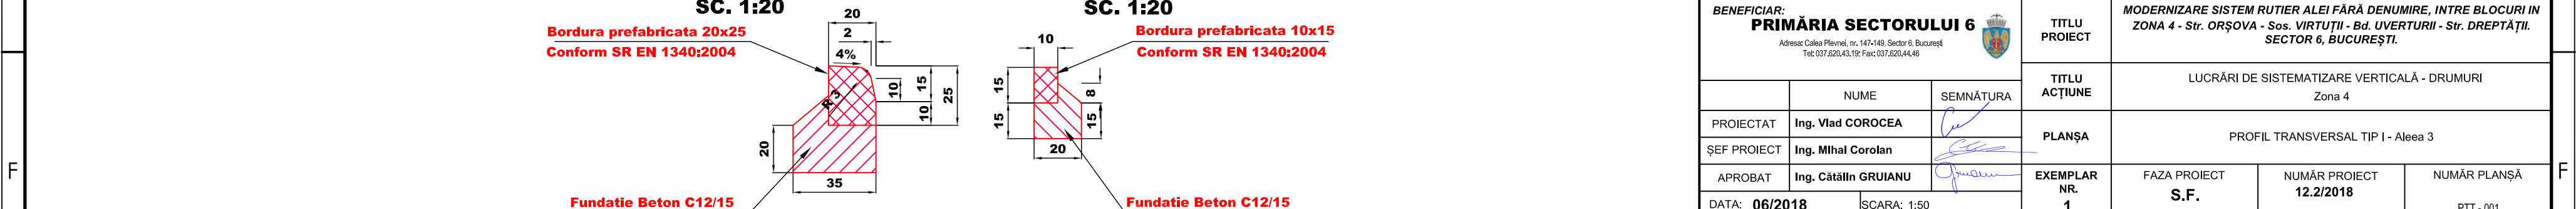 SC. 1:20
20
Bordura prefabricata 20x25
2
Conform SR EN 1340:2004
4%
R 3
10
15
10
25
20
35
Fundatie Beton C12/15
SC. 1:20
10
Bordura prefabricata 10x15
Conform SR EN 1340:2004
15
8
15
15
20
Fundatie Beton C12/15
F
BENEFICIAR:
PRIMĂRIA SECTORULUI 6
Adresa: Calea Plevnei, nr. 147-149, Sector 6, București
Tel: 037.620.43.19; Fax: 037.620.44.46
TITLU
PROIECT
MODERNIZARE SISTEM RUTIER ALEI FĂRĂ DENUMIRE, INTRE BLOCURI IN
ZONA 4 - Str. ORȘOVA - Sos. VIRTUȚII - Bd. UVERTURII - Str. DREPTĂȚII.
SECTOR 6, BUCUREȘTI.
TITLU
ACȚIUNE
LUCRĂRI DE SISTEMATIZARE VERTICALĂ - DRUMURI
Zona 4
NUME
SEMNĂTURA
PROIECTAT
Ing. Vlad COROCEA
ȘEF PROIECT
Ing. Mihai Corolan
APROBAT
Ing. Cătălin GRUIANU
DATA: 06/2018
SCARA: 1:50
PLANȘA
PROFIL TRANSVERSAL TIP I - Aleea 3
EXEMPLAR
NR.
1
FAZA PROIECT
S.F.
NUMĂR PROIECT
12.2/2018
NUMĂR PLANȘĂ
PTT - 001
F